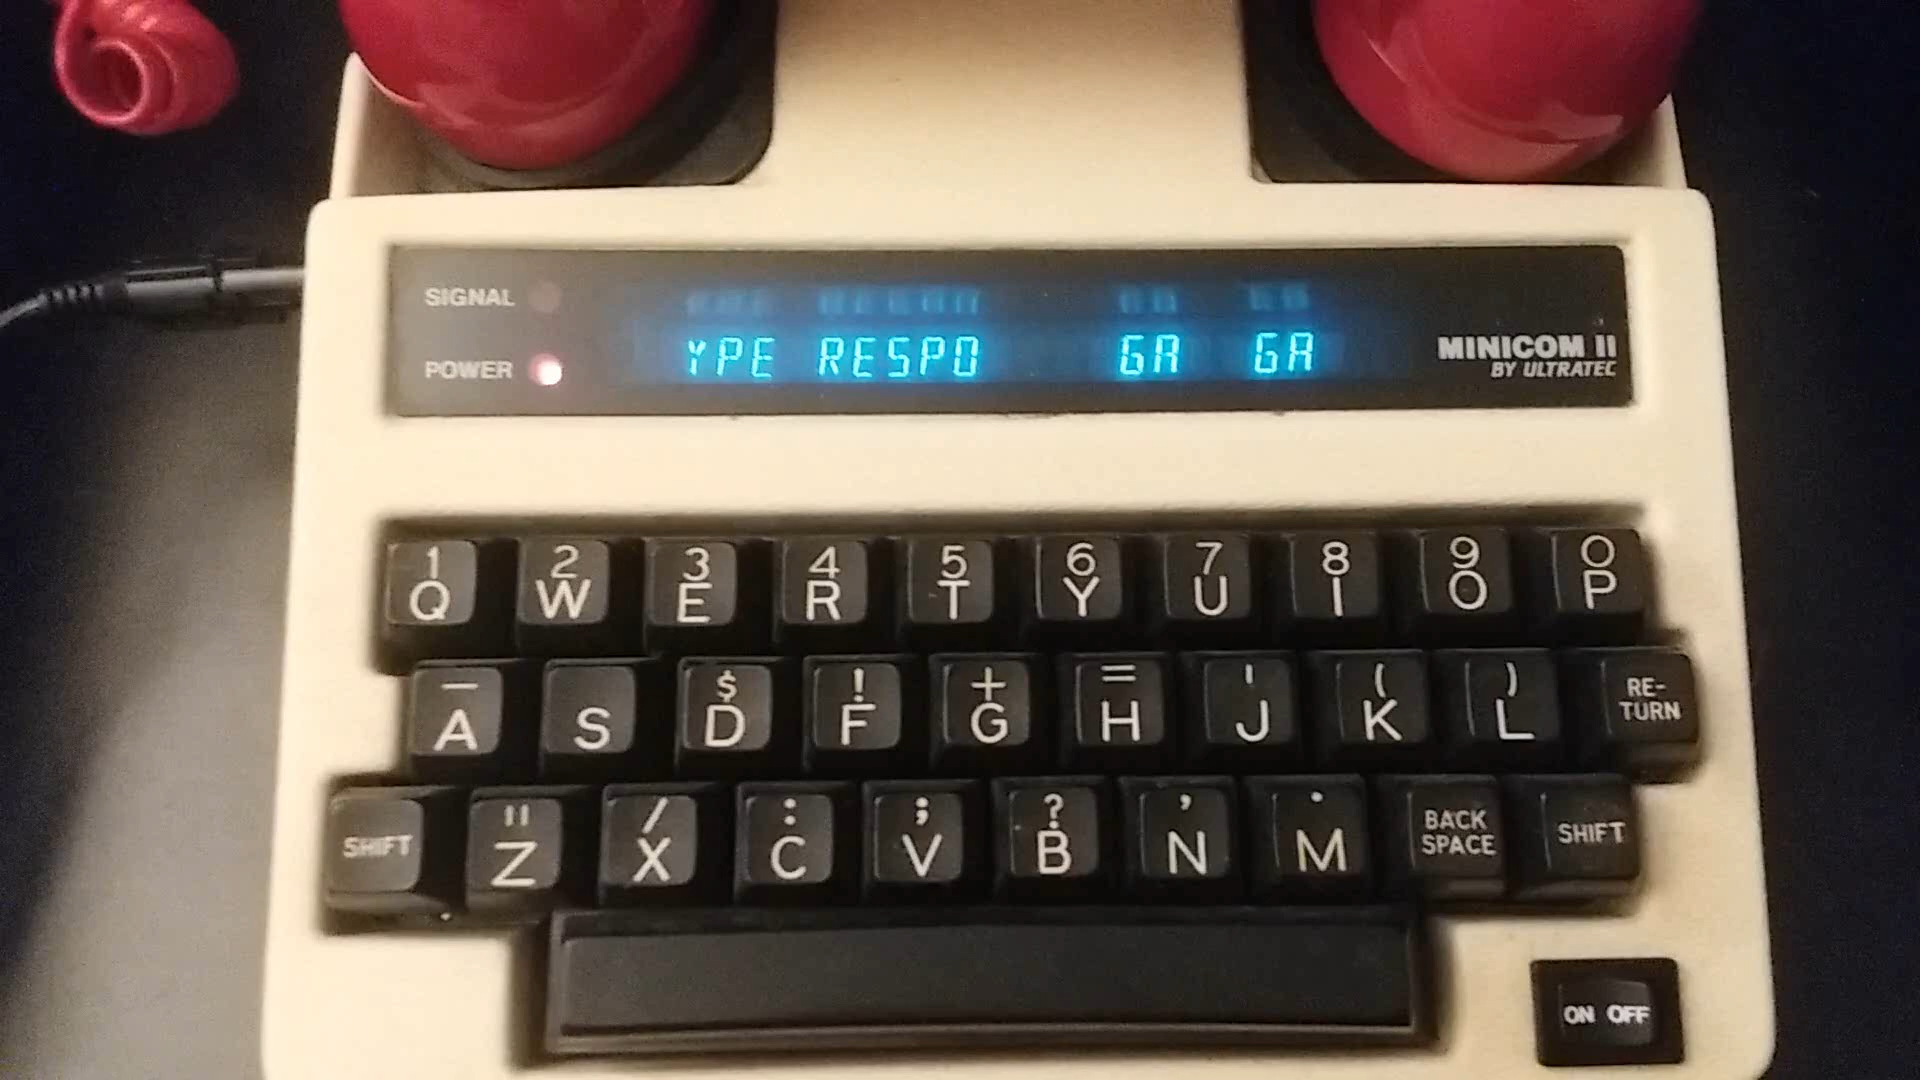 SIGNAL
POWER
YPE RESPO GA GA
MINICOM II
BY ULTRATEC
1 2 3 4 5 6 7 8 9 0
Q W E R T Y U I O P
– $ ! + = ' ( )
A S D F G H J K L RE-TURN
" / : ; ? , .
SHIFT Z X C V B N M BACK SPACE SHIFT
ON OFF